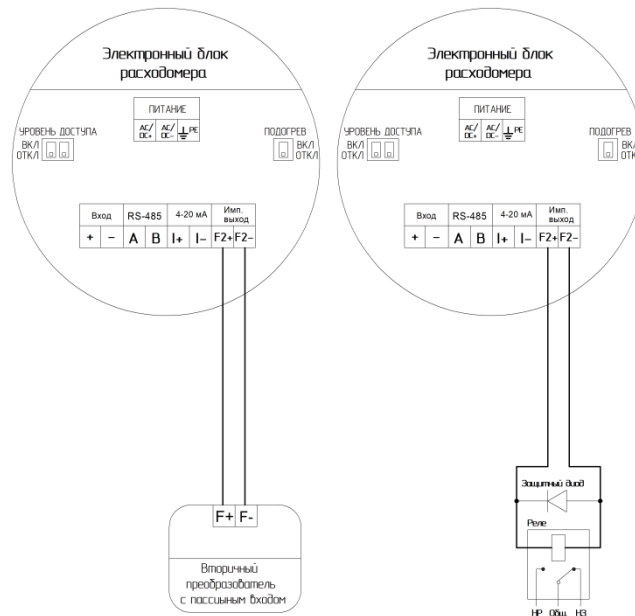 Электронный блок
расходомера
ПИТАНИЕ
AC/
DC+
AC/
DC-
PE
УРОВЕНЬ ДОСТУПА
ВКЛ
ОТКЛ
ПОДОГРЕВ
ВКЛ
ОТКЛ
Вход RS-485 4-20 мА Имп.
выход
+ - A B I+ I- F2+ F2-
F+ F-
Вторичный
преобразователь
с пассивным входом
Электронный блок
расходомера
ПИТАНИЕ
AC/
DC+
AC/
DC-
PE
УРОВЕНЬ ДОСТУПА
ВКЛ
ОТКЛ
ПОДОГРЕВ
ВКЛ
ОТКЛ
Вход RS-485 4-20 мА Имп.
выход
+ - A B I+ I- F2+ F2-
Защитный диод
Реле
НР Общ. НЗ